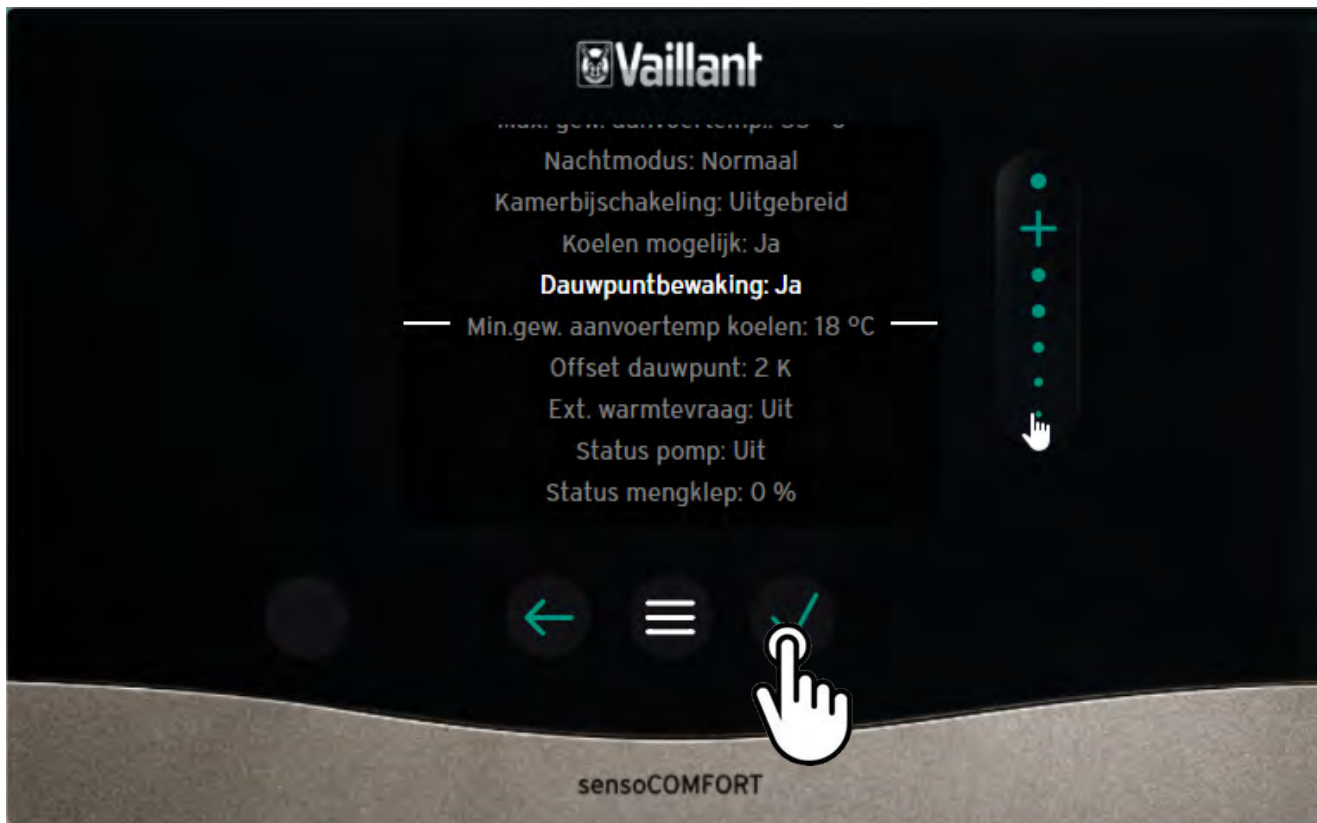 Vaillant
Nachtmodus: Normaal
Kamerbijschakeling: Uitgebreid
Koelen mogelijk: Ja
Dauwpuntbewaking: Ja
Min.gew. aanvoertemp koelen: 18 °C
Offset dauwpunt: 2 K
Ext. warmtevraag: Uit
Status pomp: Uit
Status mengklep: 0 %
sensoCOMFORT